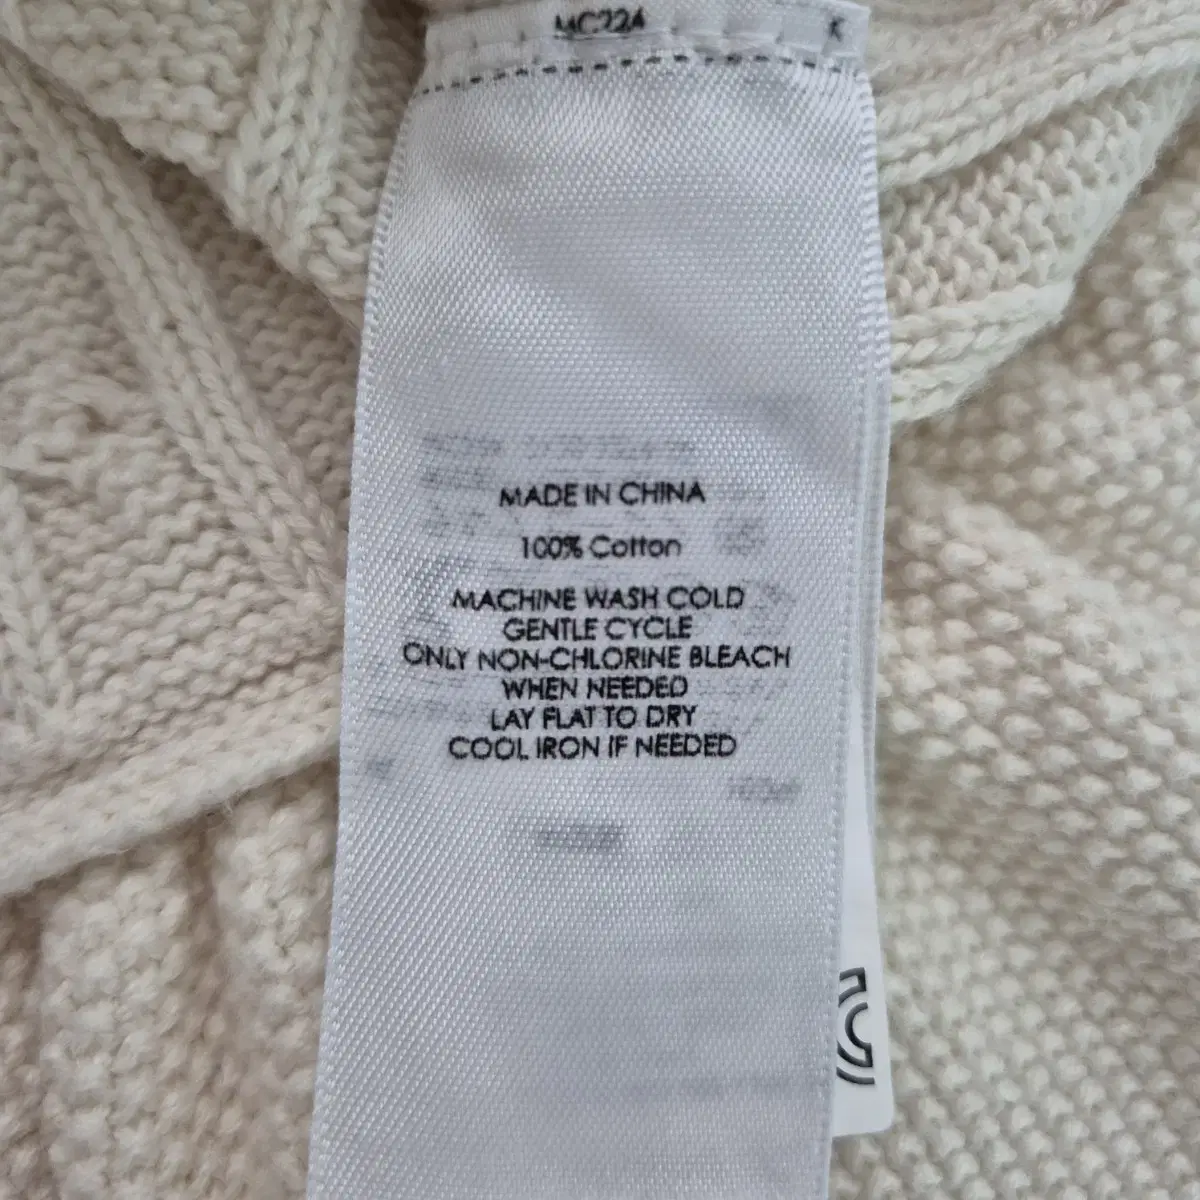 MC224
K
MADE IN CHINA
100% Cotton
MACHINE WASH COLD
GENTLE CYCLE
ONLY NON-CHLORINE BLEACH
WHEN NEEDED
LAY FLAT TO DRY
COOL IRON IF NEEDED